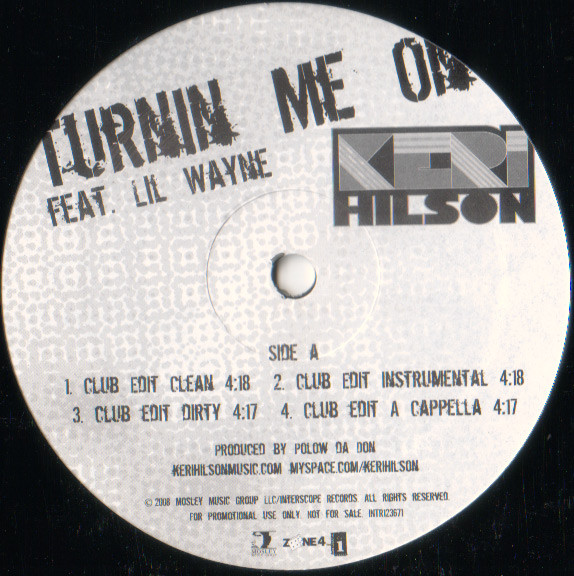 TURNIN ME ON
FEAT. LIL WAYNE
KERI
HILSON
SIDE A
1. CLUB EDIT CLEAN 4:18 2. CLUB EDIT INSTRUMENTAL 4:18
3. CLUB EDIT DIRTY 4:17 4. CLUB EDIT A CAPPELLA 4:17
PRODUCED BY POLOW DA DON
KERIHILSONMUSIC.COM MYSPACE.COM/KERIHILSON
© 2008 MOSLEY MUSIC GROUP LLC/INTERSCOPE RECORDS. ALL RIGHTS RESERVED.
FOR PROMOTIONAL USE ONLY. NOT FOR SALE. INTR123671
MOSLEY ZONE4 1